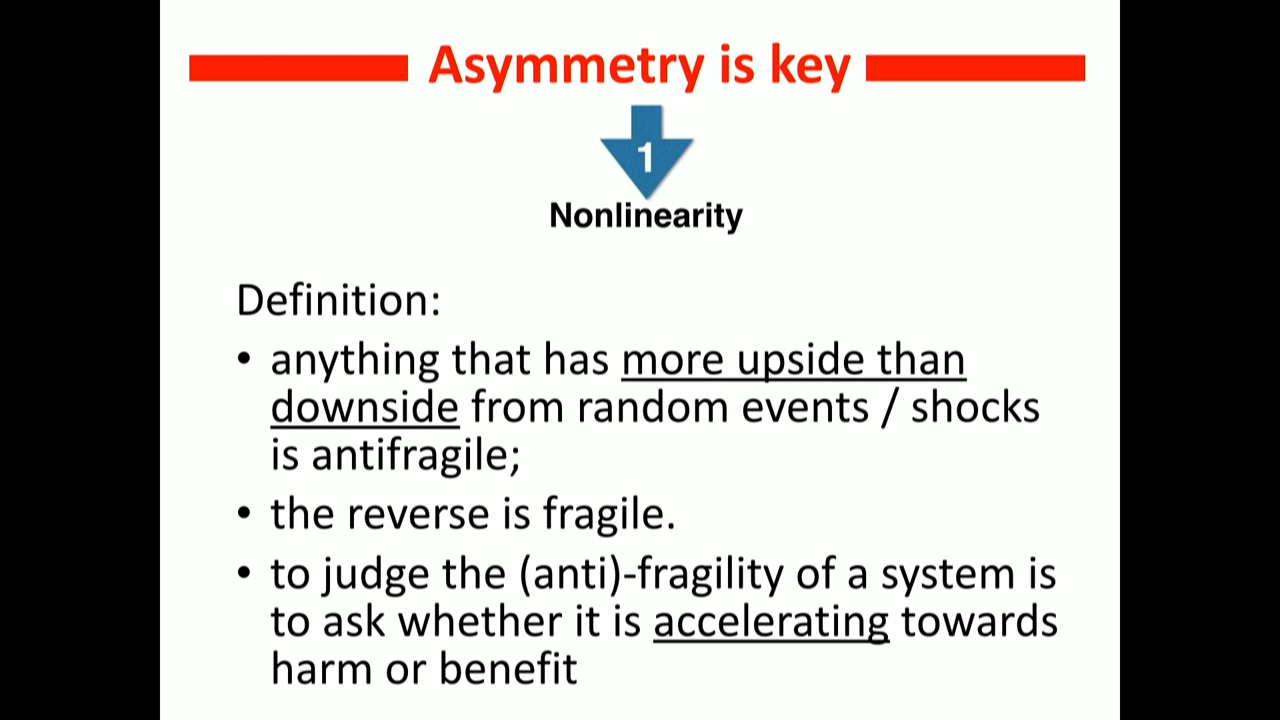 Asymmetry is key
1
Nonlinearity
Definition:
• anything that has more upside than
downside from random events / shocks
is antifragile;
• the reverse is fragile.
• to judge the (anti)-fragility of a system is
to ask whether it is accelerating towards
harm or benefit